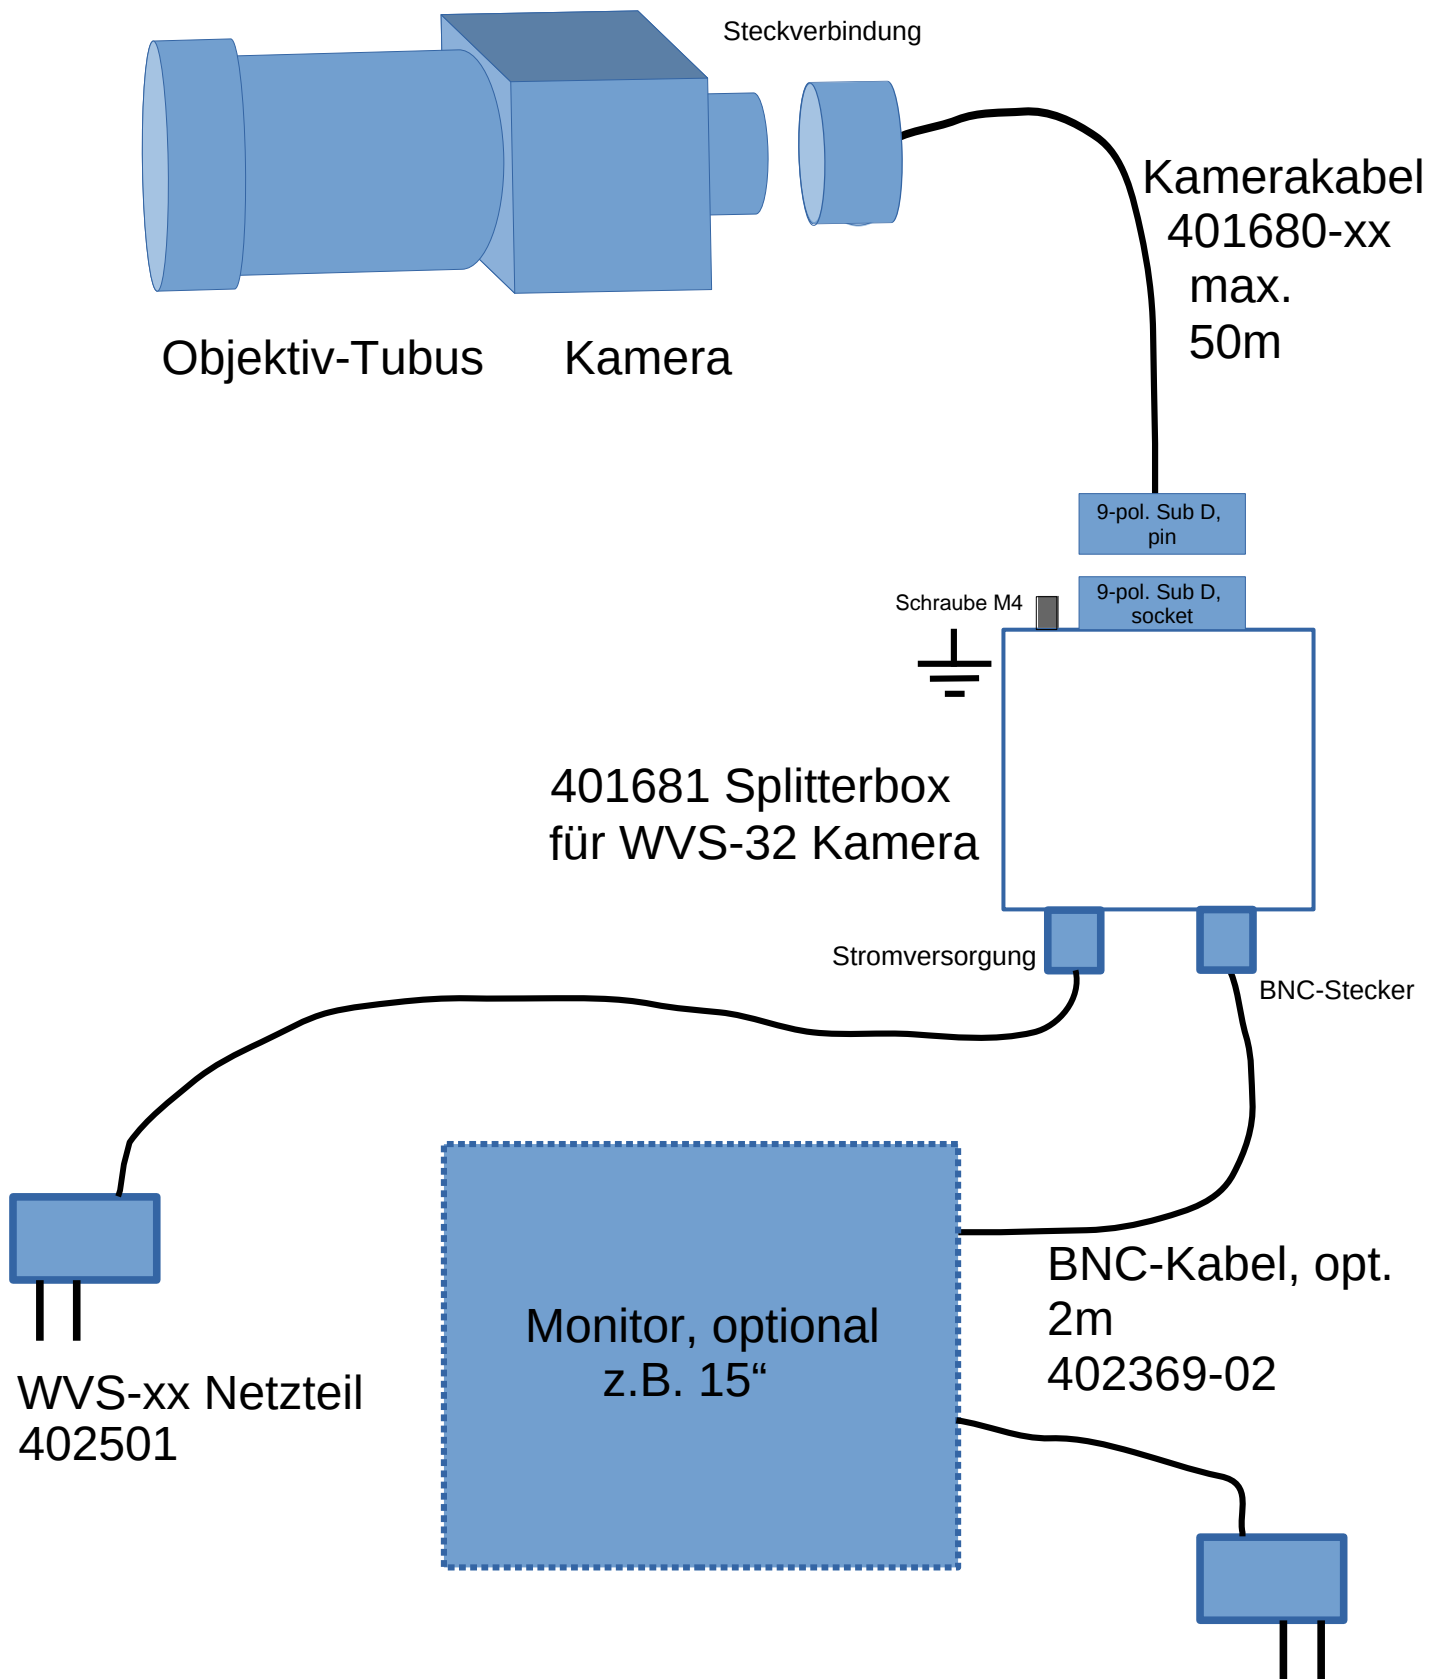 Steckverbindung
Kamerakabel
401680-xx
max.
50m
Objektiv-Tubus
Kamera
9-pol. Sub D,
pin
9-pol. Sub D,
socket
Schraube M4
401681 Splitterbox
für WVS-32 Kamera
Stromversorgung
BNC-Stecker
BNC-Kabel, opt.
2m
402369-02
Monitor, optional
z.B. 15“
WVS-xx Netzteil
402501